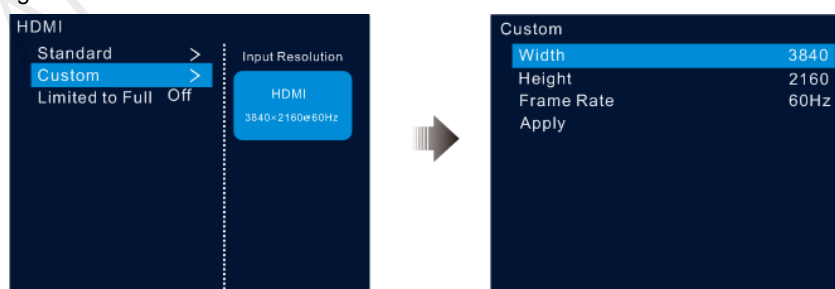 HDMI
Standard >
Custom >
Limited to Full Off
Input Resolution
HDMI
3840×2160@60Hz
Custom
Width 3840
Height 2160
Frame Rate 60Hz
Apply